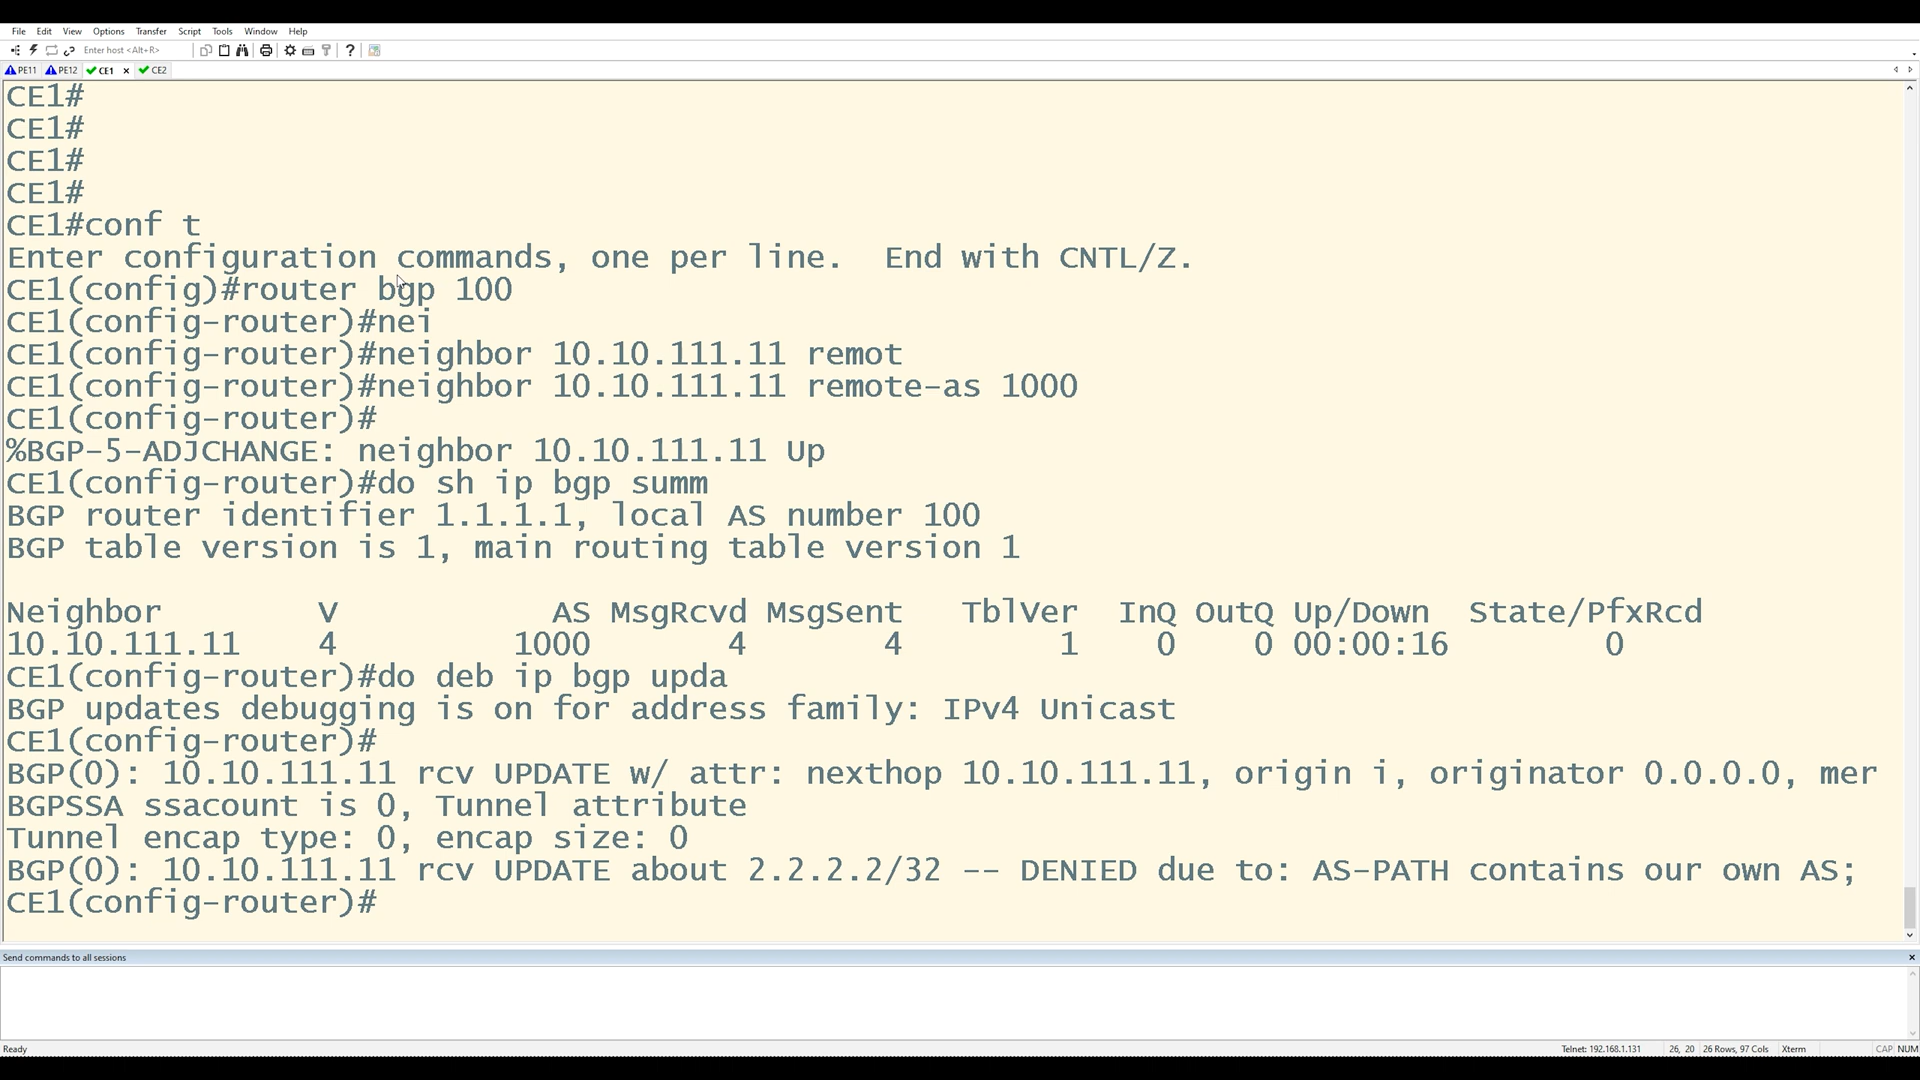 File Edit View Options Transfer Script Tools Window Help
Enter host <Alt+R>
PE11 PE12 CE1 × CE2
CE1#
CE1#
CE1#
CE1#
CE1#conf t
Enter configuration commands, one per line.  End with CNTL/Z.
CE1(config)#router bgp 100
CE1(config-router)#nei
CE1(config-router)#neighbor 10.10.111.11 remot
CE1(config-router)#neighbor 10.10.111.11 remote-as 1000
CE1(config-router)#
%BGP-5-ADJCHANGE: neighbor 10.10.111.11 Up
CE1(config-router)#do sh ip bgp summ
BGP router identifier 1.1.1.1, local AS number 100
BGP table version is 1, main routing table version 1
Neighbor V AS MsgRcvd MsgSent TblVer InQ OutQ Up/Down State/PfxRcd
10.10.111.11 4 1000 4 4 1 0 0 00:00:16 0
CE1(config-router)#do deb ip bgp upda
BGP updates debugging is on for address family: IPv4 Unicast
CE1(config-router)#
BGP(0): 10.10.111.11 rcv UPDATE w/ attr: nexthop 10.10.111.11, origin i, originator 0.0.0.0, mer
BGPSSA ssacount is 0, Tunnel attribute
Tunnel encap type: 0, encap size: 0
BGP(0): 10.10.111.11 rcv UPDATE about 2.2.2.2/32 -- DENIED due to: AS-PATH contains our own AS;
CE1(config-router)#
Send commands to all sessions
Ready Telnet: 192.168.1.131 26, 20 26 Rows, 97 Cols Xterm CAP NUM